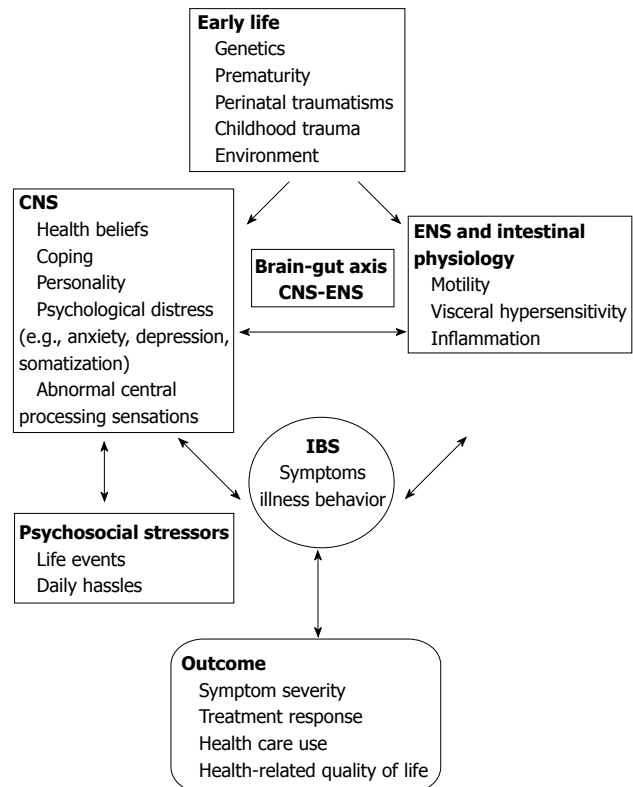 Early life
Genetics
Prematurity
Perinatal traumatisms
Childhood trauma
Environment
CNS
Health beliefs
Coping
Personality
Psychological distress
(e.g., anxiety, depression,
somatization)
Abnormal central
processing sensations
Brain-gut axis
CNS-ENS
ENS and intestinal
physiology
Motility
Visceral hypersensitivity
Inflammation
IBS
Symptoms
illness behavior
Psychosocial stressors
Life events
Daily hassles
Outcome
Symptom severity
Treatment response
Health care use
Health-related quality of life